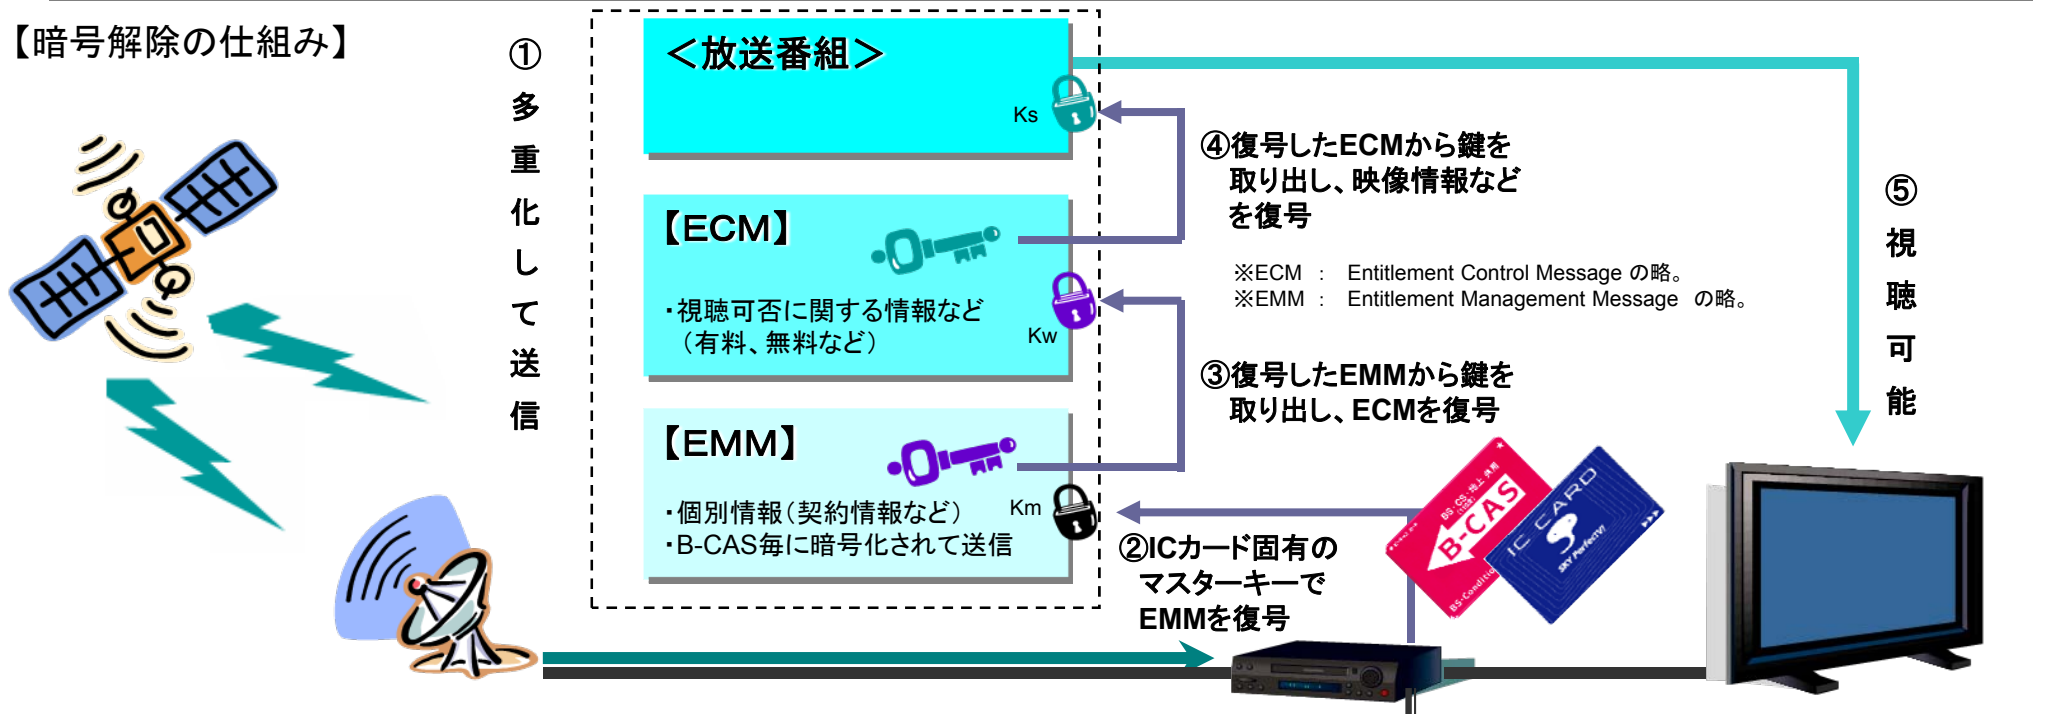 【暗号解除の仕組み】
①多重化して送信
＜放送番組＞
Ks
【ECM】
・視聴可否に関する情報など
（有料、無料など）
Kw
【EMM】
・個別情報（契約情報など）
・B-CAS毎に暗号化されて送信
Km
④復号したECMから鍵を
取り出し、映像情報など
を復号
※ECM ： Entitlement Control Message の略。
※EMM ： Entitlement Management Message の略。
③復号したEMMから鍵を
取り出し、ECMを復号
②ICカード固有の
マスターキーで
EMMを復号
⑤視聴可能
BS・CS・地上 共用
B-CAS
IC CARD
SKY PerfecTV!